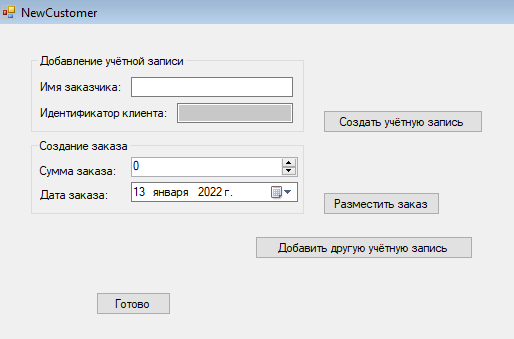 NewCustomer
Добавление учётной записи
Имя заказчика:
Идентификатор клиента:
Создать учётную запись
Создание заказа
Сумма заказа: 0
Дата заказа: 13 января 2022 г.
Разместить заказ
Добавить другую учётную запись
Готово